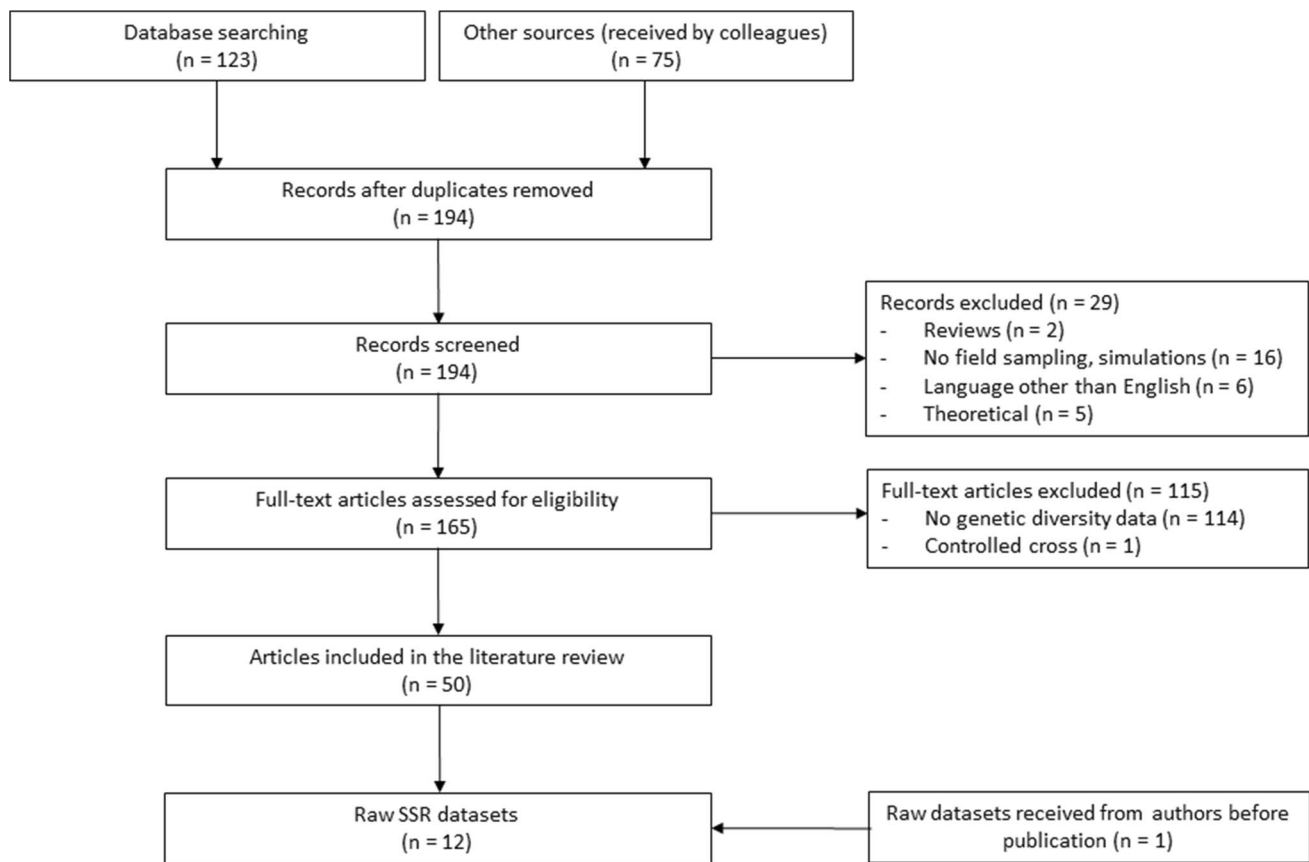 Database searching
(n = 123)
Other sources (received by colleagues)
(n = 75)
Records after duplicates removed
(n = 194)
Records screened
(n = 194)
Records excluded (n = 29)
- Reviews (n = 2)
- No field sampling, simulations (n = 16)
- Language other than English (n = 6)
- Theoretical (n = 5)
Full-text articles assessed for eligibility
(n = 165)
Full-text articles excluded (n = 115)
- No genetic diversity data (n = 114)
- Controlled cross (n = 1)
Articles included in the literature review
(n = 50)
Raw SSR datasets
(n = 12)
Raw datasets received from authors before
publication (n = 1)